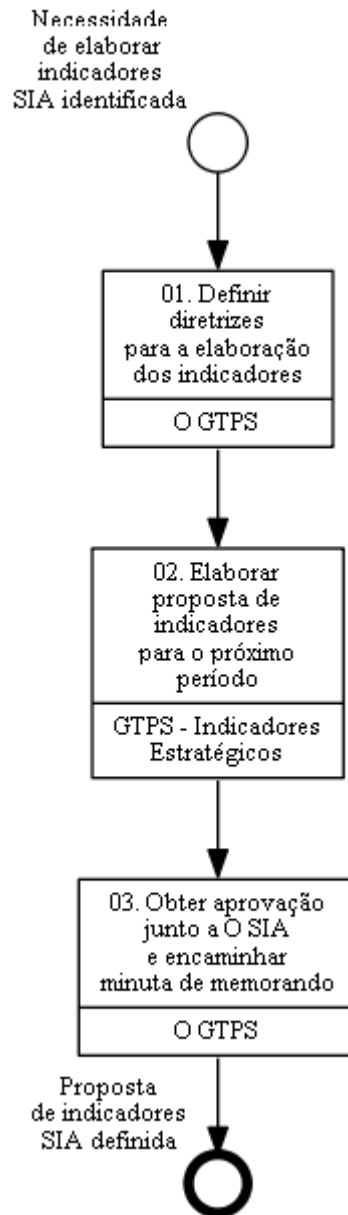 Necessidade
de elaborar
indicadores
SIA identificada
01. Definir
diretrizes
para a elaboração
dos indicadores
O GTPS
02. Elaborar
proposta de
indicadores
para o próximo
período
GTPS - Indicadores
Estratégicos
03. Obter aprovação
junto a O SIA
e encaminhar
minuta de memorando
O GTPS
Proposta
de indicadores
SIA definida